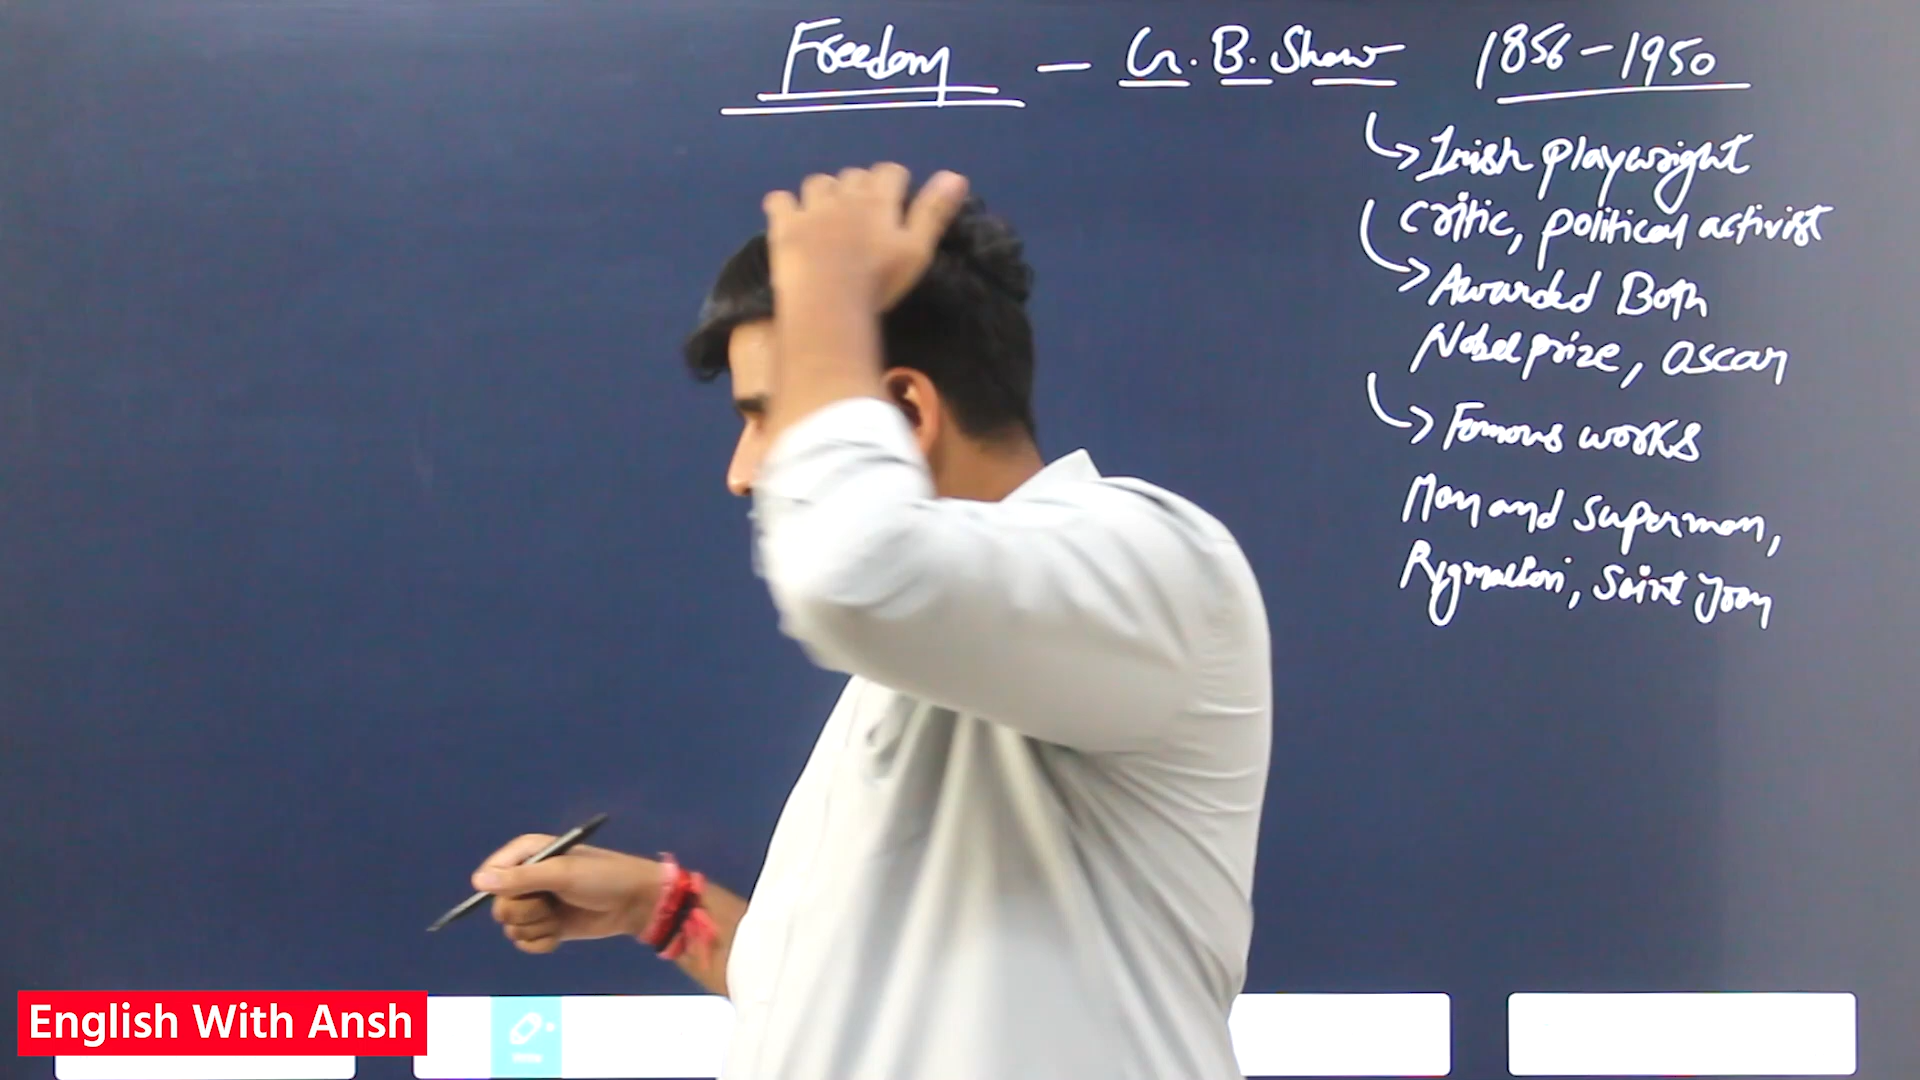 Freedom – G. B. Shaw 1856-1950
Irish playwright
critic, political activist
Awarded Both
Nobel prize, oscar
Famous works
Man and Superman,
Pygmalion, Saint Joan
English With Ansh